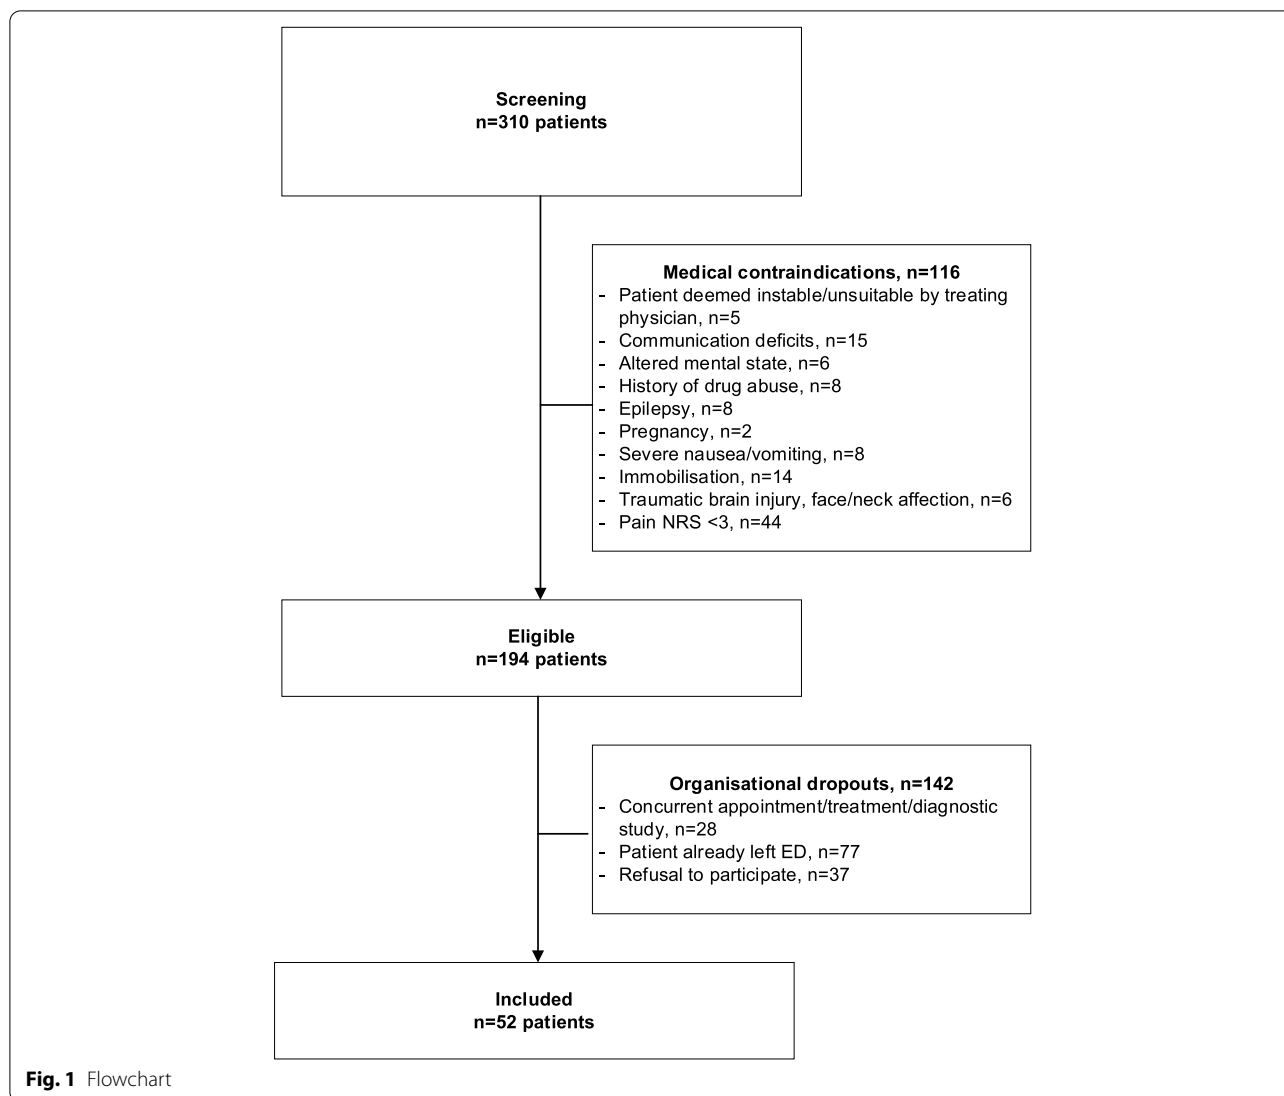 Screening
n=310 patients
Medical contraindications, n=116
- Patient deemed instable/unsuitable by treating
physician, n=5
- Communication deficits, n=15
- Altered mental state, n=6
- History of drug abuse, n=8
- Epilepsy, n=8
- Pregnancy, n=2
- Severe nausea/vomiting, n=8
- Immobilisation, n=14
- Traumatic brain injury, face/neck affection, n=6
- Pain NRS <3, n=44
Eligible
n=194 patients
Organisational dropouts, n=142
- Concurrent appointment/treatment/diagnostic
study, n=28
- Patient already left ED, n=77
- Refusal to participate, n=37
Included
n=52 patients
Fig. 1 Flowchart